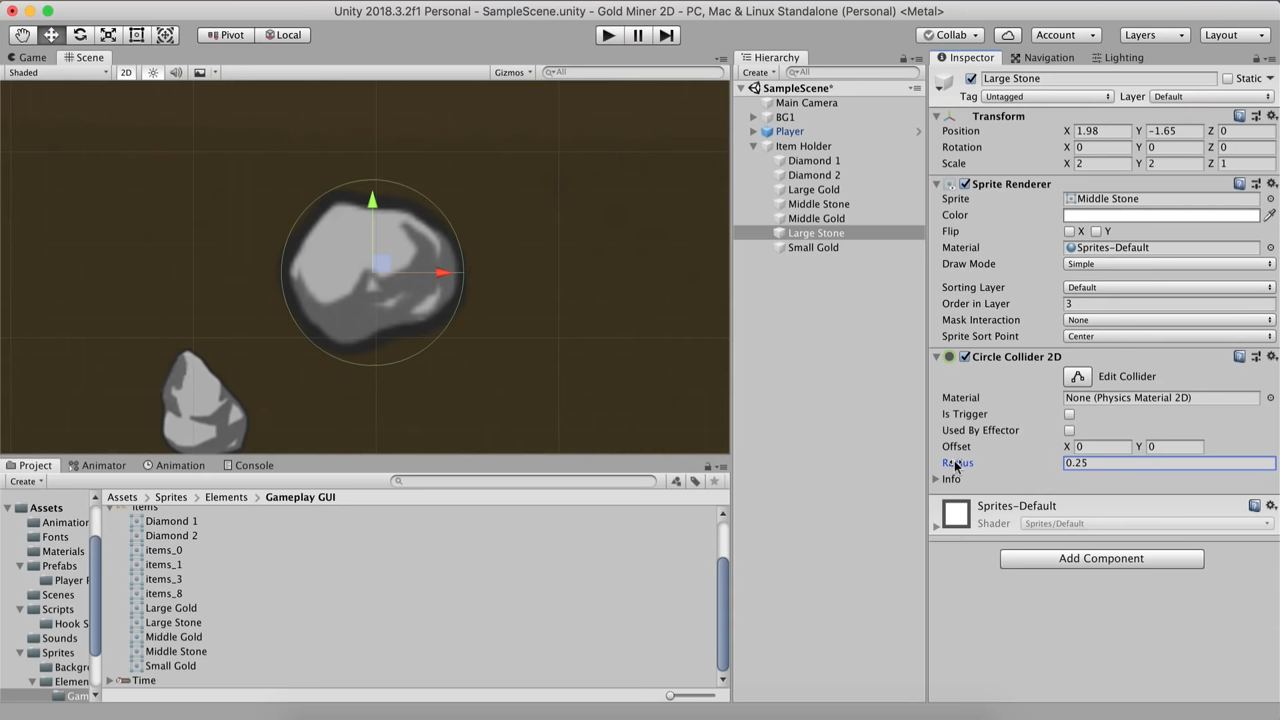 Unity 2018.3.2f1 Personal - SampleScene.unity - Gold Miner 2D - PC, Mac & Linux Standalone (Personal) <Metal>
Pivot Local Collab Account Layers Layout
Game Scene
Shaded 2D Gizmos All
Hierarchy
Create All
SampleScene*
Main Camera
BG1
Player
Item Holder
Diamond 1
Diamond 2
Large Gold
Middle Stone
Middle Gold
Large Stone
Small Gold
Inspector Navigation Lighting
Large Stone Static
Tag Untagged Layer Default
Transform
Position X 1.98 Y -1.65 Z 0
Rotation X 0 Y 0 Z 0
Scale X 2 Y 2 Z 1
Sprite Renderer
Sprite Middle Stone
Color
Flip X Y
Material Sprites-Default
Draw Mode Simple
Sorting Layer Default
Order in Layer 3
Mask Interaction None
Sprite Sort Point Center
Circle Collider 2D
Edit Collider
Material None (Physics Material 2D)
Is Trigger
Used By Effector
Offset X 0 Y 0
Radius 0.25
Info
Sprites-Default
Shader Sprites/Default
Add Component
Project Animator Animation Console
Create
Assets
Animation
Fonts
Materials
Prefabs
Player P
Scenes
Scripts
Hook S
Sounds
Sprites
Backgr
Elemen
Gam
Assets Sprites Elements Gameplay GUI
items
Diamond 1
Diamond 2
items_0
items_1
items_3
items_8
Large Gold
Large Stone
Middle Gold
Middle Stone
Small Gold
Time